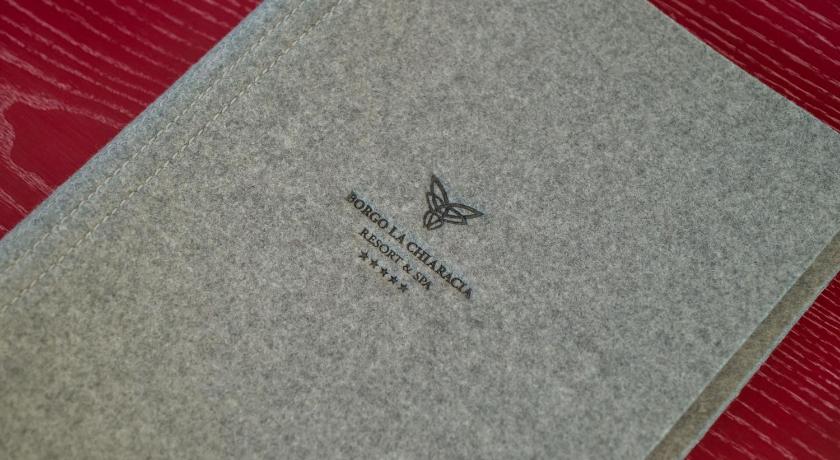 BORGO LA CHIARACIA
RESORT & SPA
★★★★★